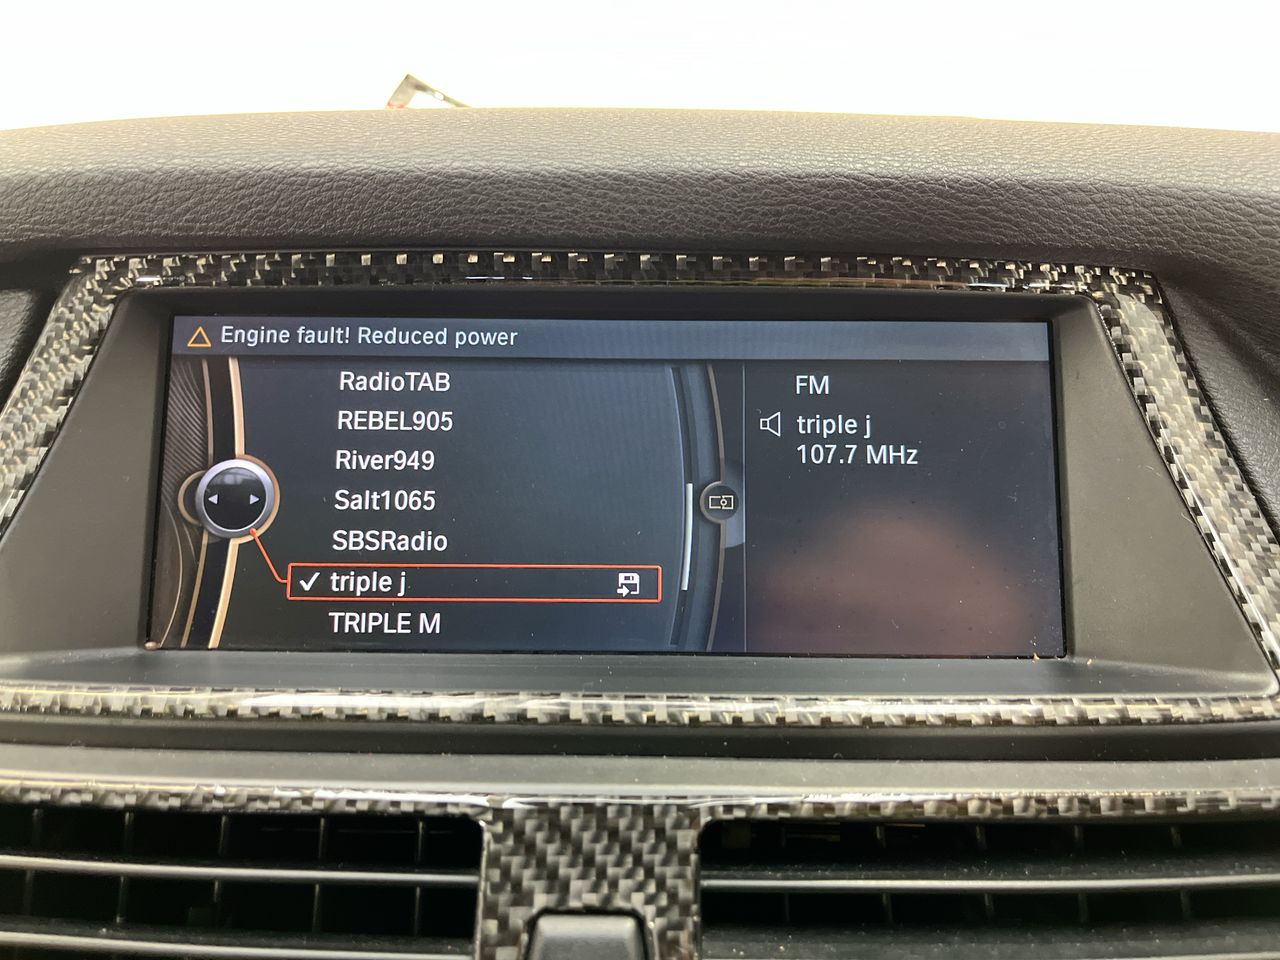 Engine fault! Reduced power
RadioTAB
REBEL905
River949
Salt1065
SBSRadio
triple j
TRIPLE M
FM
triple j
107.7 MHz